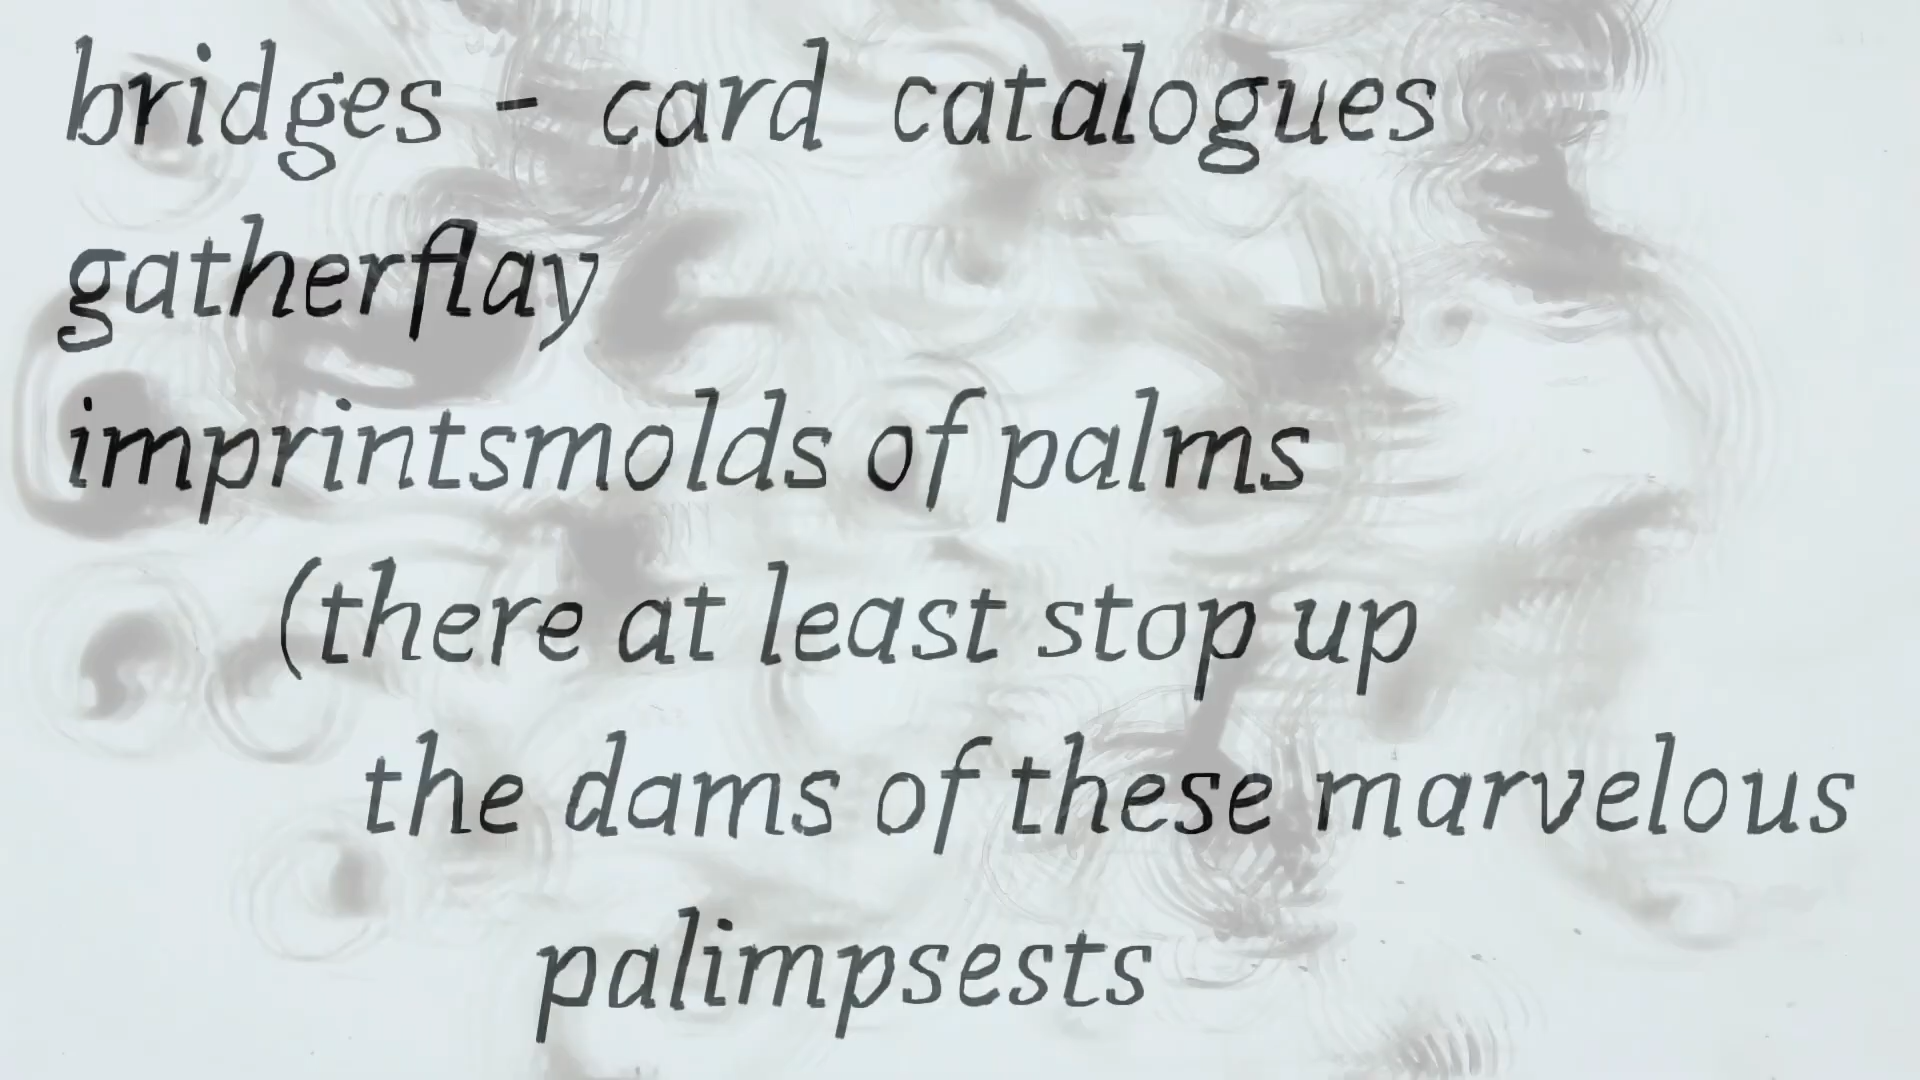 bridges - card catalogues
gatherflay
imprintsmolds of palms
(there at least stop up
the dams of these marvelous
palimpsests